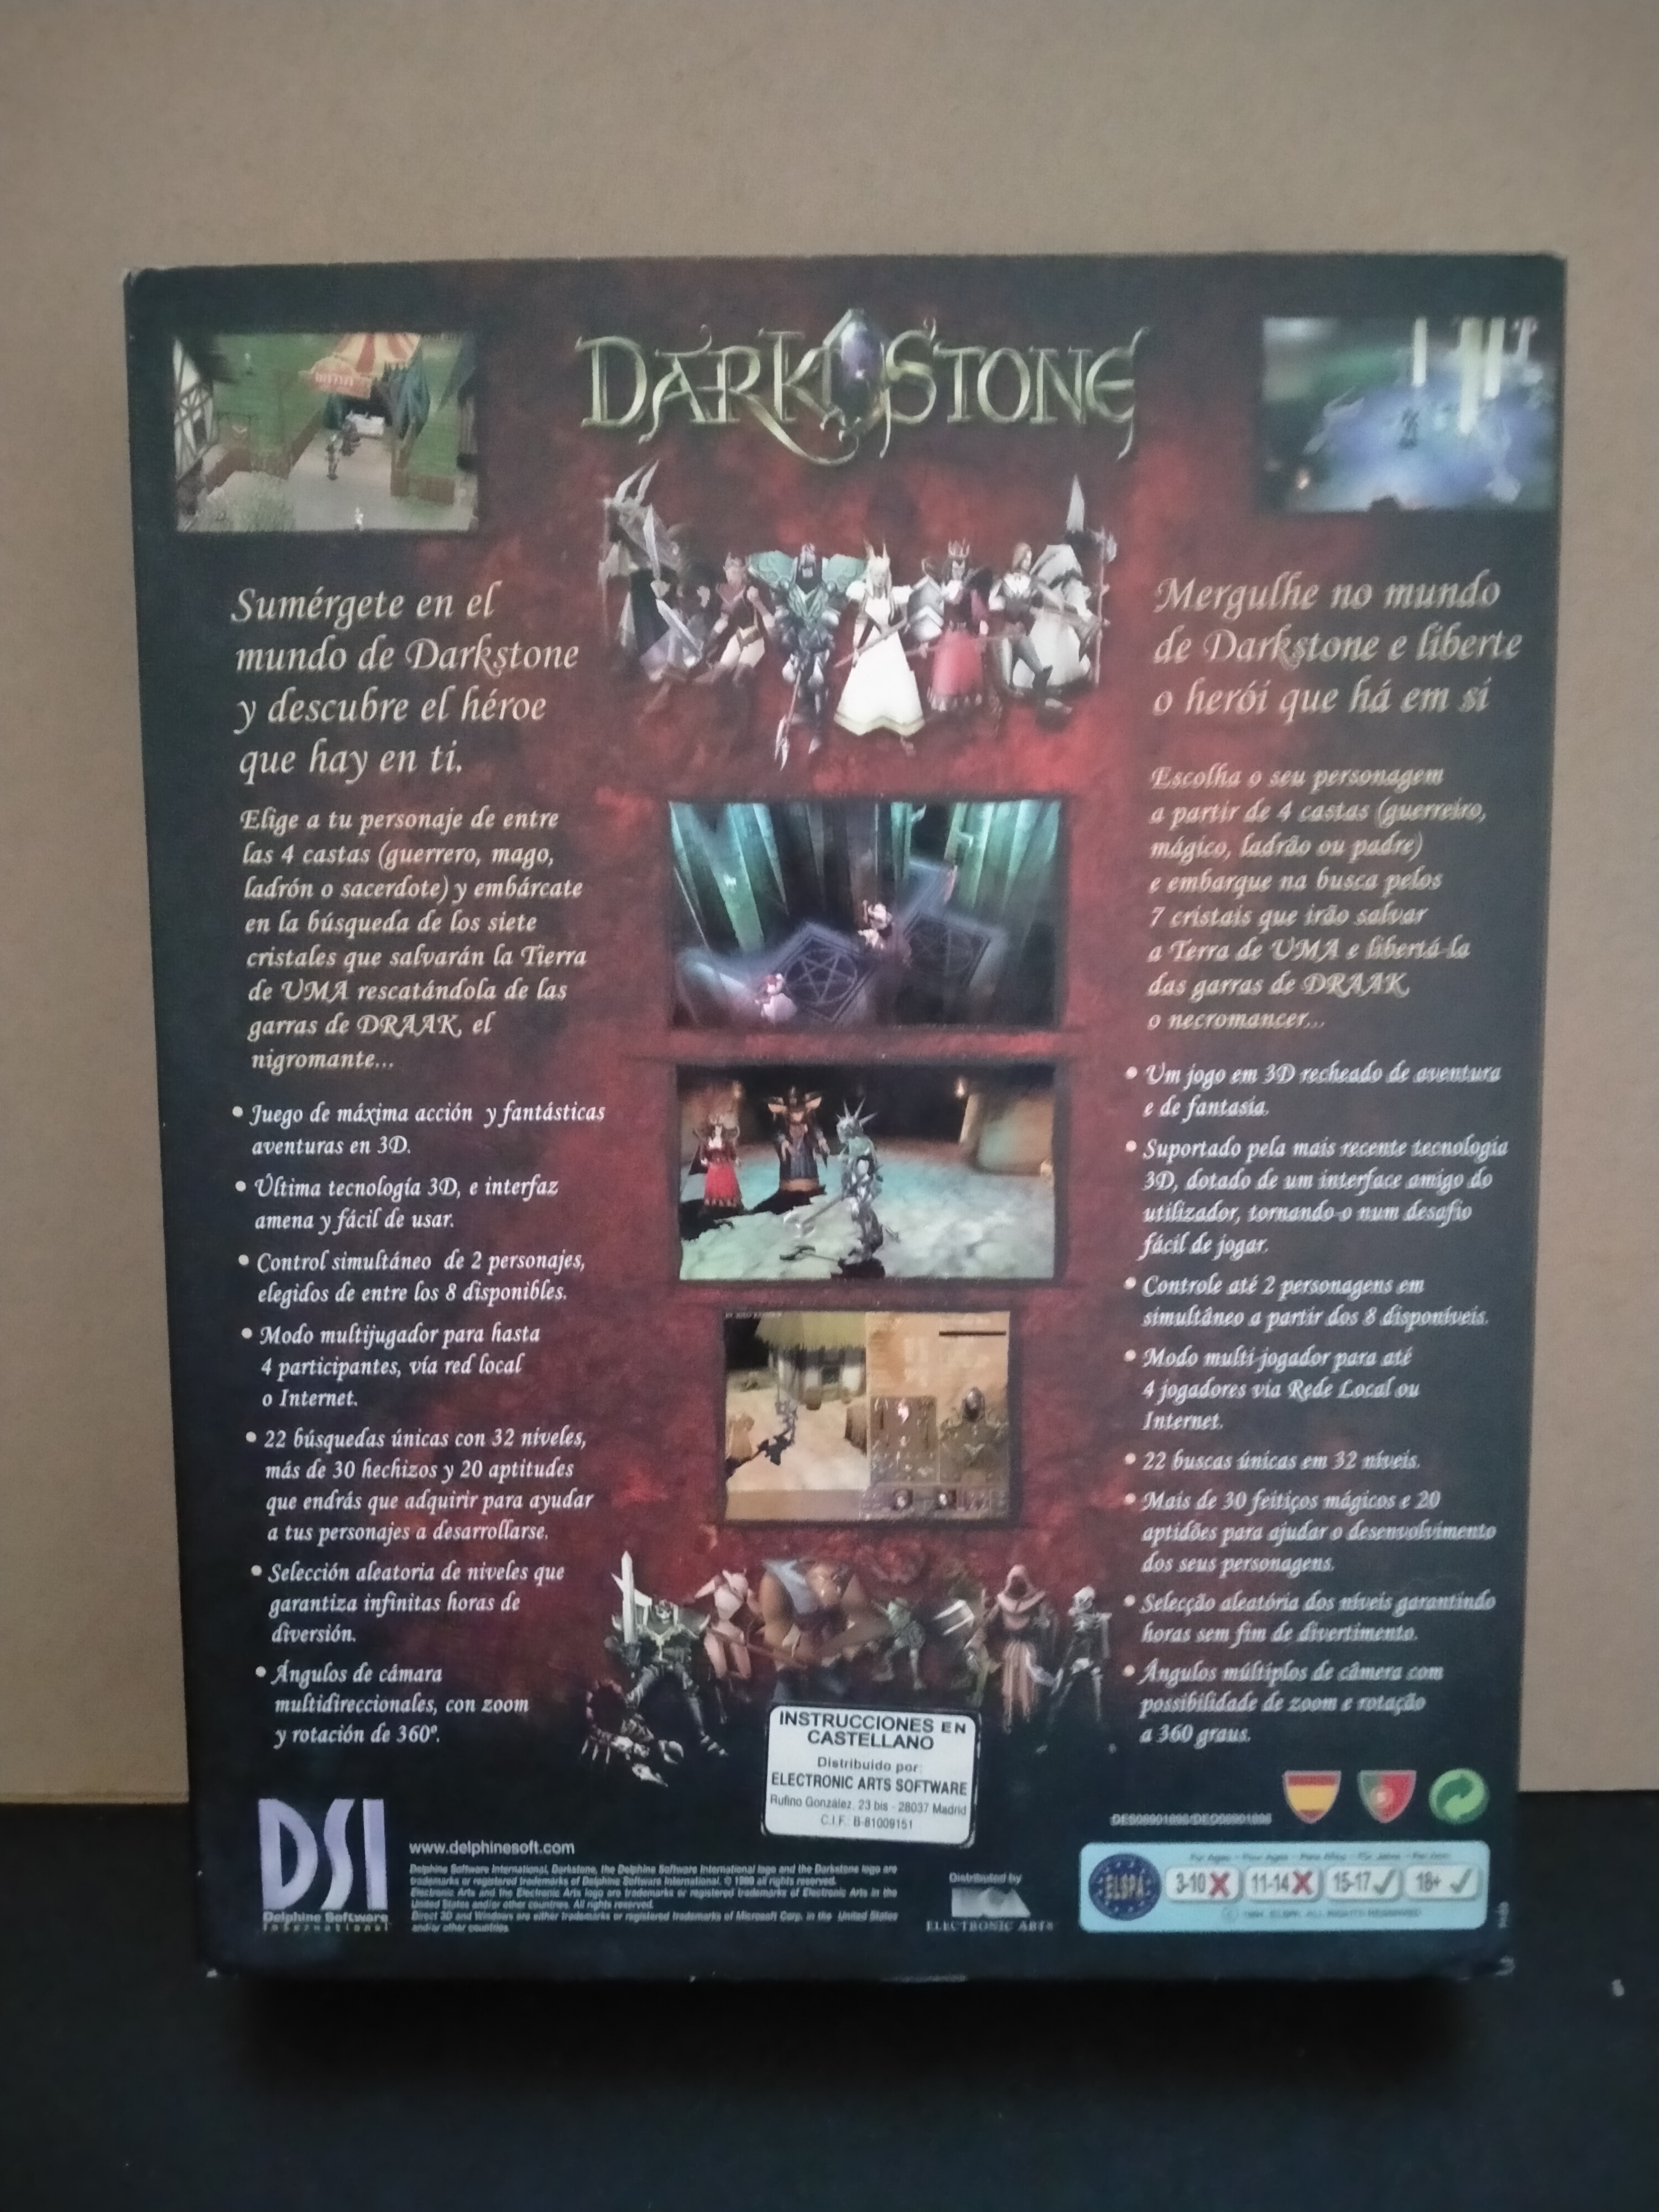 DARKSTONE
Sumérgete en el
mundo de Darkstone
y descubre el héroe
que hay en ti.
Elige a tu personaje de entre
las 4 castas (guerrero, mago,
ladrón o sacerdote) y embárcate
en la búsqueda de los siete
cristales que salvarán la Tierra
de UMA rescatándola de las
garras de DRAAK, el
nigromante...
• Juego de máxima acción y fantásticas
aventuras en 3D.
• Última tecnología 3D, e interfaz
amena y fácil de usar.
• Control simultáneo de 2 personajes,
elegidos de entre los 8 disponibles.
• Modo multijugador para hasta
4 participantes, vía red local
o Internet.
• 22 búsquedas únicas con 32 niveles,
más de 30 hechizos y 20 aptitudes
que endrás que adquirir para ayudar
a tus personajes a desarrollarse.
• Selección aleatoria de niveles que
garantiza infinitas horas de
diversión.
• Ángulos de cámara
multidireccionales, con zoom
y rotación de 360º.
Mergulhe no mundo
de Darkstone e liberte
o herói que há em si
Escolha o seu personagem
a partir de 4 castas (guerreiro,
mágico, ladrão ou padre)
e embarque na busca pelos
7 cristais que irão salvar
a Terra de UMA e libertá-la
das garras de DRAAK,
o necromancer...
• Um jogo em 3D recheado de aventura
e de fantasia.
• Suportado pela mais recente tecnologia
3D, dotado de um interface amigo do
utilizador, tornando-o num desafio
fácil de jogar.
• Controle até 2 personagens em
simultâneo a partir dos 8 disponíveis.
• Modo multi-jogador para até
4 jogadores via Rede Local ou
Internet.
• 22 buscas únicas em 32 níveis.
• Mais de 30 feitiços mágicos e 20
aptidões para ajudar o desenvolvimento
dos seus personagens.
• Selecção aleatória dos níveis garantindo
horas sem fim de divertimento.
• Ângulos múltiplos de câmera com
possibilidade de zoom e rotação
a 360 graus.
INSTRUCCIONES EN
CASTELLANO
Distribuido por:
ELECTRONIC ARTS SOFTWARE
Rufino González, 23 bis - 28037 Madrid
C.I.F.: B-81009151
DSI
Delphine Software
International
www.delphinesoft.com
Delphine Software International, Darkstone, the Delphine Software International logo and the Darkstone logo are
trademarks or registered trademarks of Delphine Software International. © 1999 all rights reserved.
Electronic Arts and the Electronic Arts logo are trademarks or registered trademarks of Electronic Arts in the
United States and/or other countries. All rights reserved.
Direct 3D and Windows are either trademarks or registered trademarks of Microsoft Corp. in the United States
and/or other countries.
Distributed by
ELECTRONIC ARTS
ELSPA
3-10 11-14 15-17 18+
ELSPA. ALL RIGHTS RESERVED